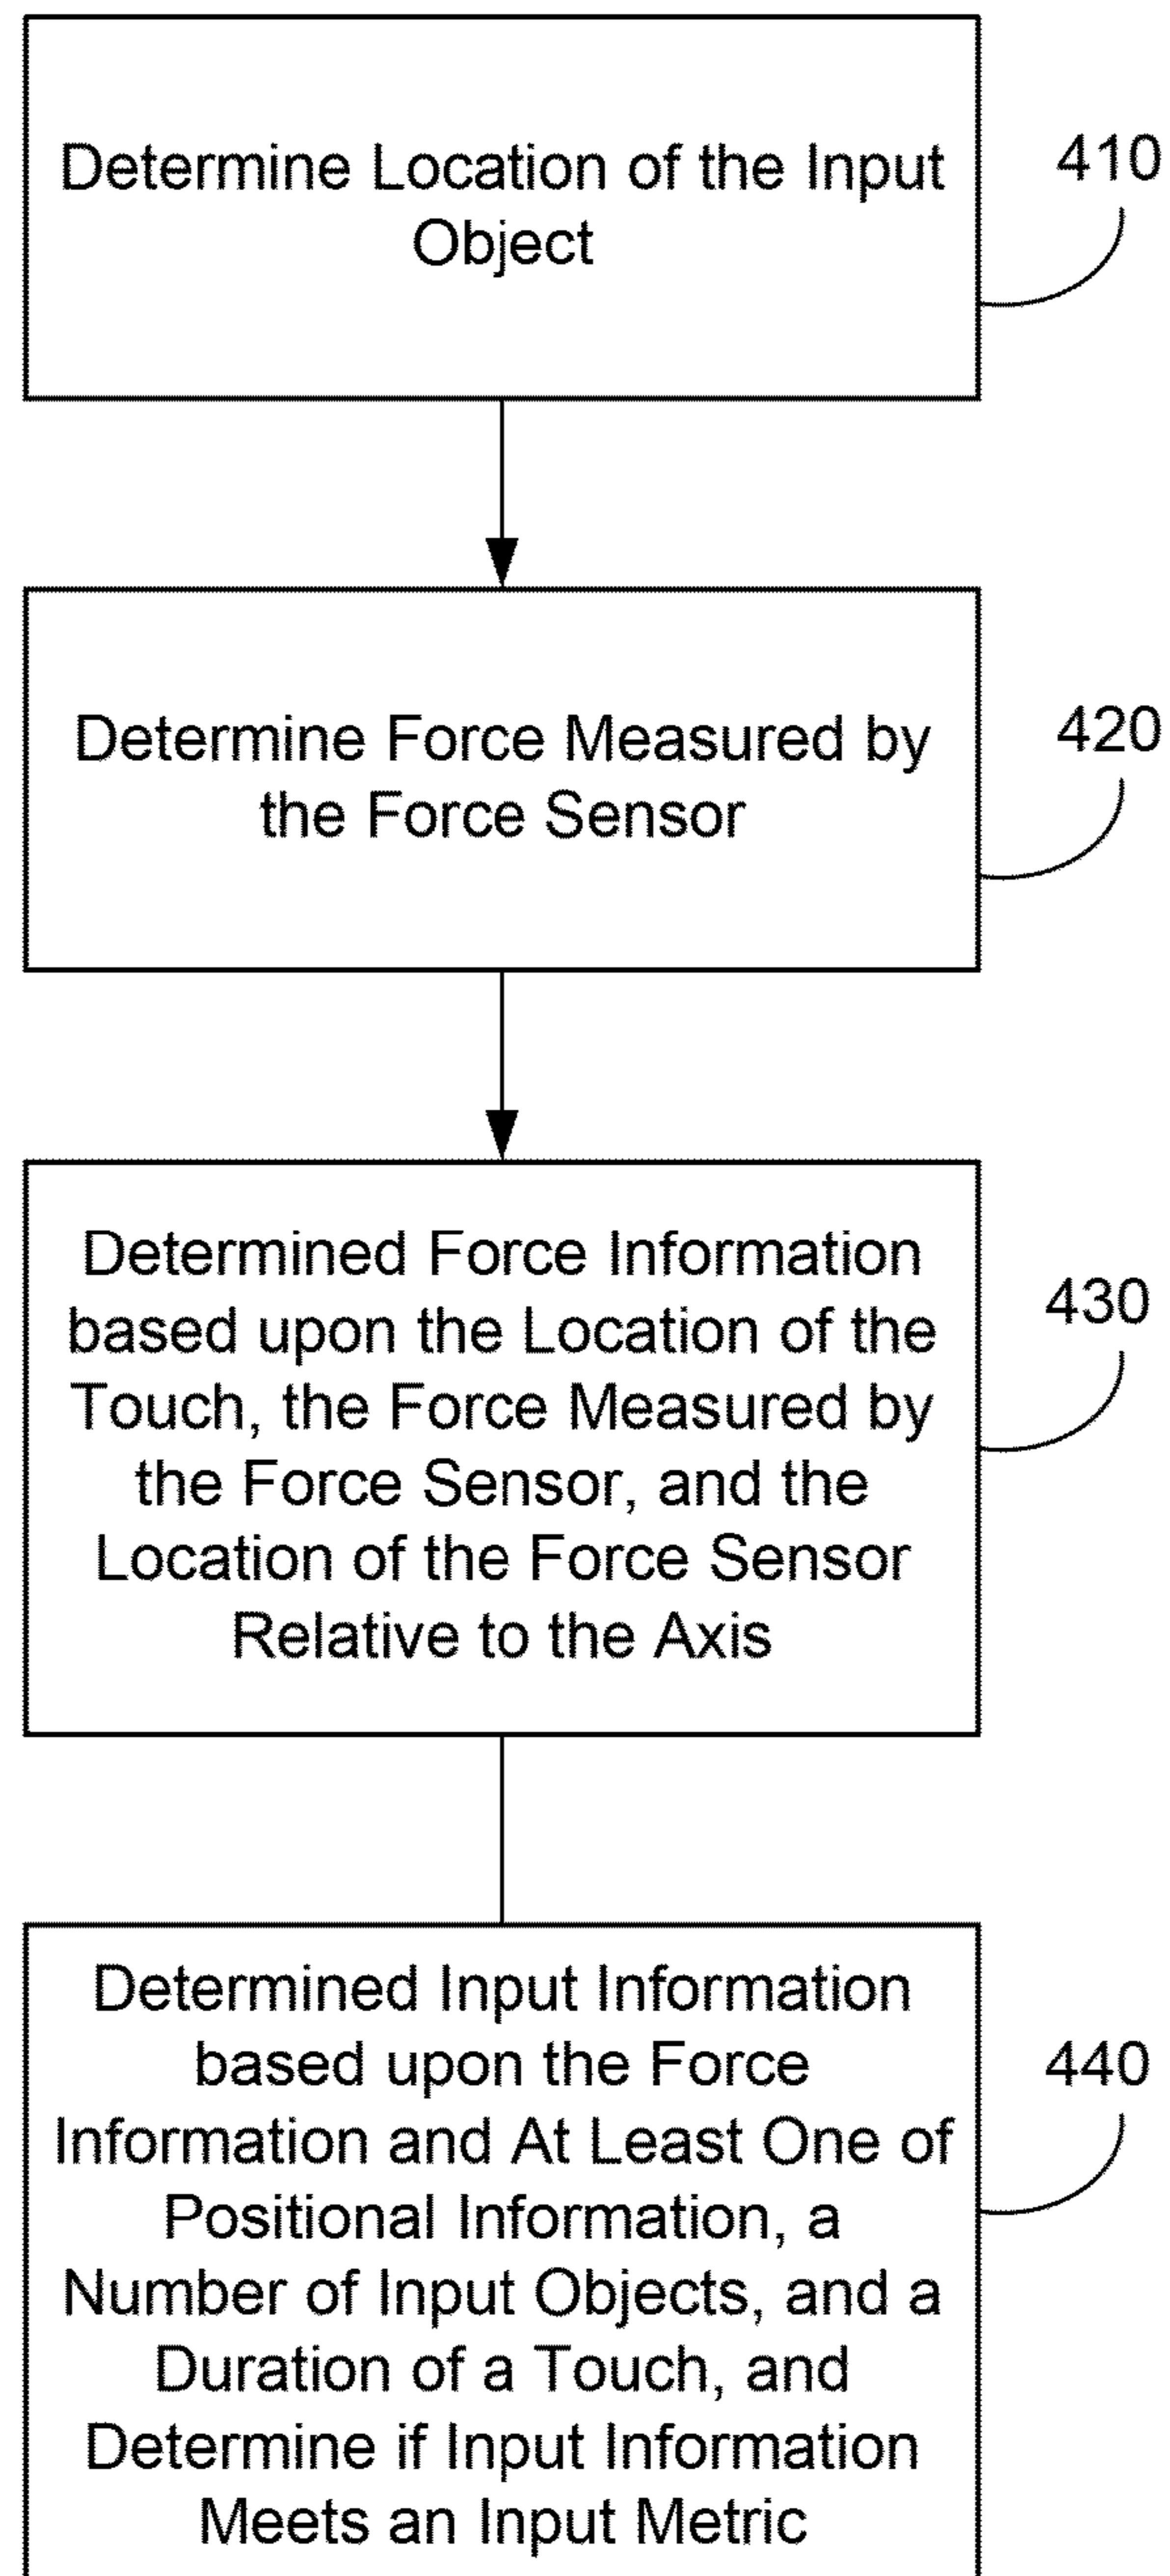 Determine Location of the Input
Object
410
Determine Force Measured by
the Force Sensor
420
Determined Force Information
based upon the Location of the
Touch, the Force Measured by
the Force Sensor, and the
Location of the Force Sensor
Relative to the Axis
430
Determined Input Information
based upon the Force
Information and At Least One of
Positional Information, a
Number of Input Objects, and a
Duration of a Touch, and
Determine if Input Information
Meets an Input Metric
440